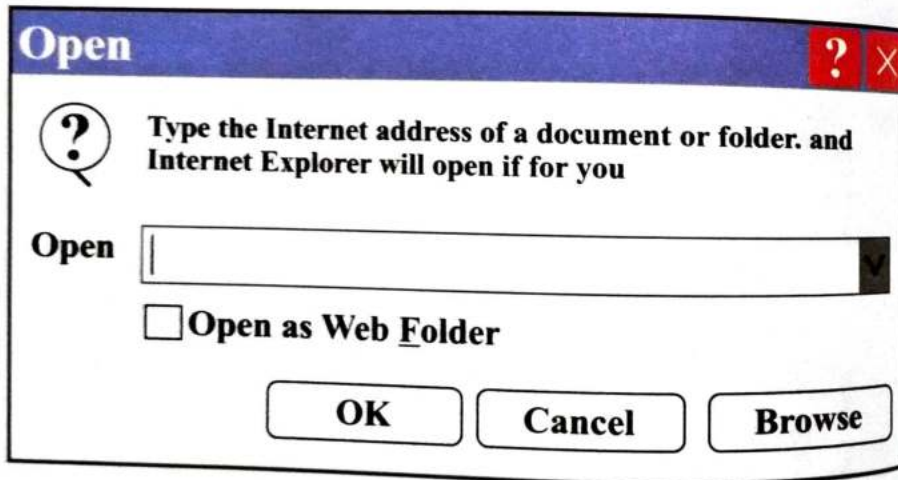 Open ? X
? Type the Internet address of a document or folder. and
Internet Explorer will open if for you
Open
Open as Web Folder
OK Cancel Browse